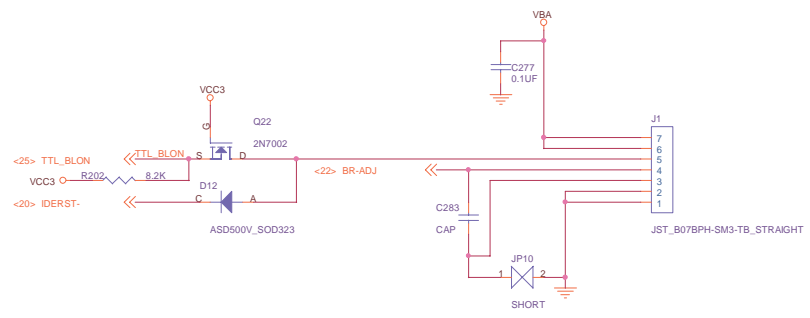 VBA
C277
0.1UF
VCC3
G
Q22
2N7002
J1
7
6
5
4
3
2
1
<25> TTL_BLON
TTL_BLON
S
D
<22> BR-ADJ
VCC3
R202
8.2K
D12
<20> IDERST-
C
A
ASD500V_SOD323
C283
CAP
JST_B07BPH-SM3-TB_STRAIGHT
JP10
1
2
SHORT